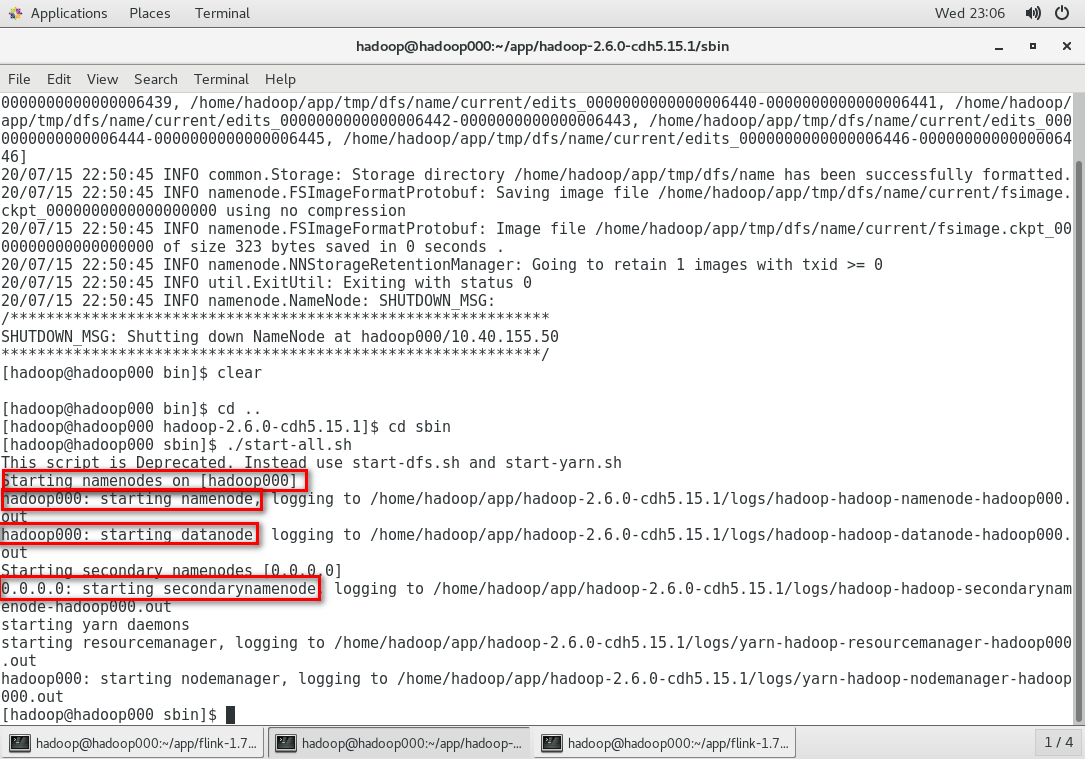 Applications Places Terminal Wed 23:06
hadoop@hadoop000:~/app/hadoop-2.6.0-cdh5.15.1/sbin
File Edit View Search Terminal Help
0000000000000006439, /home/hadoop/app/tmp/dfs/name/current/edits_0000000000000006440-0000000000000006441, /home/hadoop/
app/tmp/dfs/name/current/edits_0000000000000006442-0000000000000006443, /home/hadoop/app/tmp/dfs/name/current/edits_000
0000000000006444-0000000000000006445, /home/hadoop/app/tmp/dfs/name/current/edits_0000000000000006446-00000000000000064
46]
20/07/15 22:50:45 INFO common.Storage: Storage directory /home/hadoop/app/tmp/dfs/name has been successfully formatted.
20/07/15 22:50:45 INFO namenode.FSImageFormatProtobuf: Saving image file /home/hadoop/app/tmp/dfs/name/current/fsimage.
ckpt_0000000000000000000 using no compression
20/07/15 22:50:45 INFO namenode.FSImageFormatProtobuf: Image file /home/hadoop/app/tmp/dfs/name/current/fsimage.ckpt_00
00000000000000000 of size 323 bytes saved in 0 seconds .
20/07/15 22:50:45 INFO namenode.NNStorageRetentionManager: Going to retain 1 images with txid >= 0
20/07/15 22:50:45 INFO util.ExitUtil: Exiting with status 0
20/07/15 22:50:45 INFO namenode.NameNode: SHUTDOWN_MSG:
/************************************************************
SHUTDOWN_MSG: Shutting down NameNode at hadoop000/10.40.155.50
************************************************************/
[hadoop@hadoop000 bin]$ clear
[hadoop@hadoop000 bin]$ cd ..
[hadoop@hadoop000 hadoop-2.6.0-cdh5.15.1]$ cd sbin
[hadoop@hadoop000 sbin]$ ./start-all.sh
This script is Deprecated. Instead use start-dfs.sh and start-yarn.sh
Starting namenodes on [hadoop000]
hadoop000: starting namenode, logging to /home/hadoop/app/hadoop-2.6.0-cdh5.15.1/logs/hadoop-hadoop-namenode-hadoop000.
out
hadoop000: starting datanode, logging to /home/hadoop/app/hadoop-2.6.0-cdh5.15.1/logs/hadoop-hadoop-datanode-hadoop000.
out
Starting secondary namenodes [0.0.0.0]
0.0.0.0: starting secondarynamenode, logging to /home/hadoop/app/hadoop-2.6.0-cdh5.15.1/logs/hadoop-hadoop-secondarynam
enode-hadoop000.out
starting yarn daemons
starting resourcemanager, logging to /home/hadoop/app/hadoop-2.6.0-cdh5.15.1/logs/yarn-hadoop-resourcemanager-hadoop000
.out
hadoop000: starting nodemanager, logging to /home/hadoop/app/hadoop-2.6.0-cdh5.15.1/logs/yarn-hadoop-nodemanager-hadoop
000.out
[hadoop@hadoop000 sbin]$
hadoop@hadoop000:~/app/flink-1.7... hadoop@hadoop000:~/app/hadoop-... hadoop@hadoop000:~/app/flink-1.7... 1 / 4